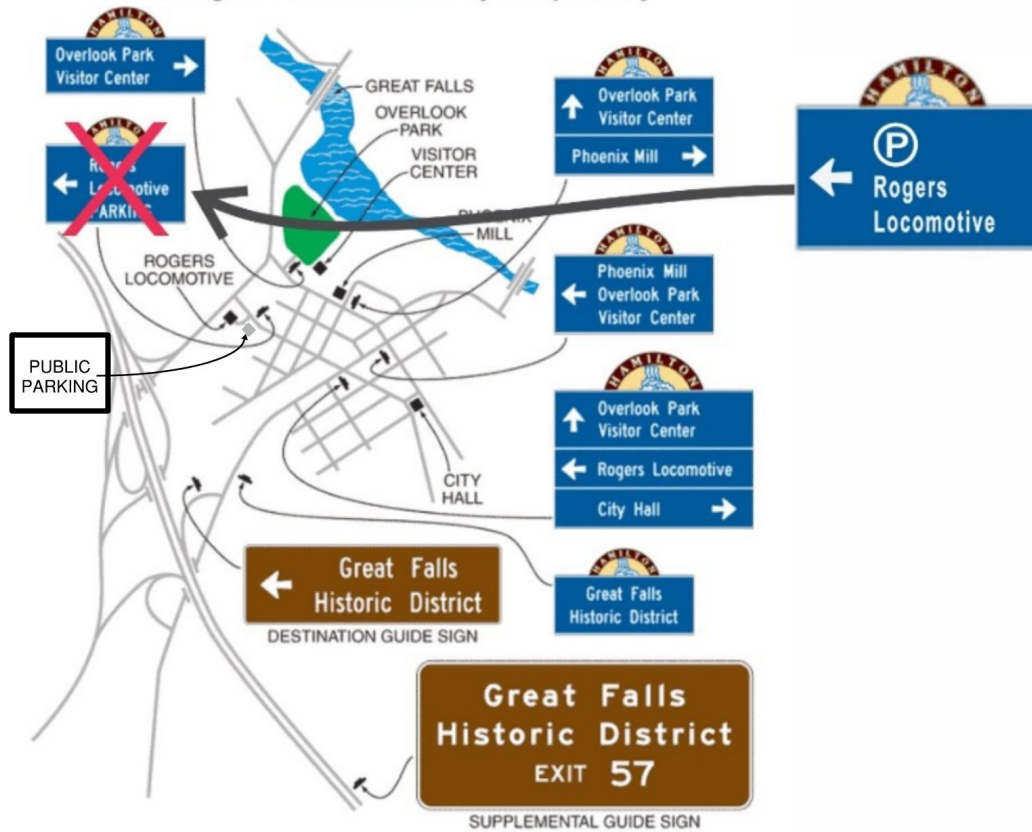 HAMILTON
Overlook Park
Visitor Center
HAMILTON
Locomotive
PARKING
GREAT FALLS
OVERLOOK
PARK
VISITOR
CENTER
PHOENIX
MILL
ROGERS
LOCOMOTIVE
PUBLIC
PARKING
CITY
HALL
HAMILTON
Overlook Park
Visitor Center
Phoenix Mill
HAMILTON
P
Rogers
Locomotive
HAMILTON
Phoenix Mill
Overlook Park
Visitor Center
HAMILTON
Overlook Park
Visitor Center
Rogers Locomotive
City Hall
HAMILTON
Great Falls
Historic District
Great Falls
Historic District
DESTINATION GUIDE SIGN
Great Falls
Historic District
EXIT 57
SUPPLEMENTAL GUIDE SIGN